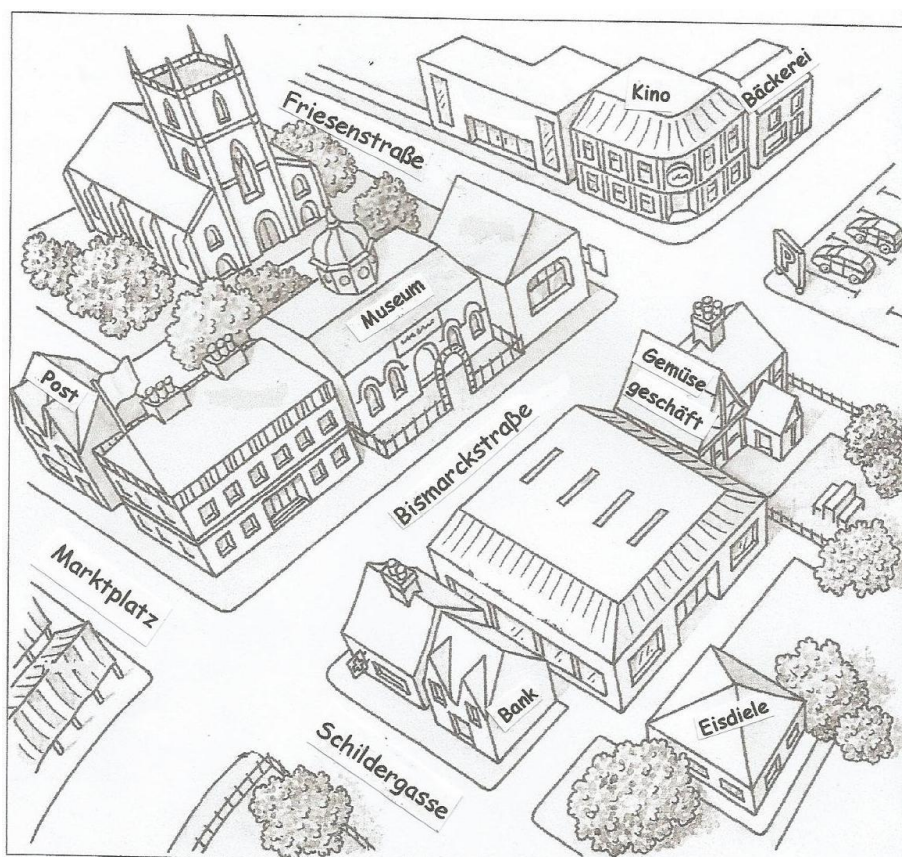 Friesenstraße
Kino
Bäckerei
Museum
P
Post
Gemüse-
geschäft
Bismarckstraße
Marktplatz
Bank
Eisdiele
Schildergasse